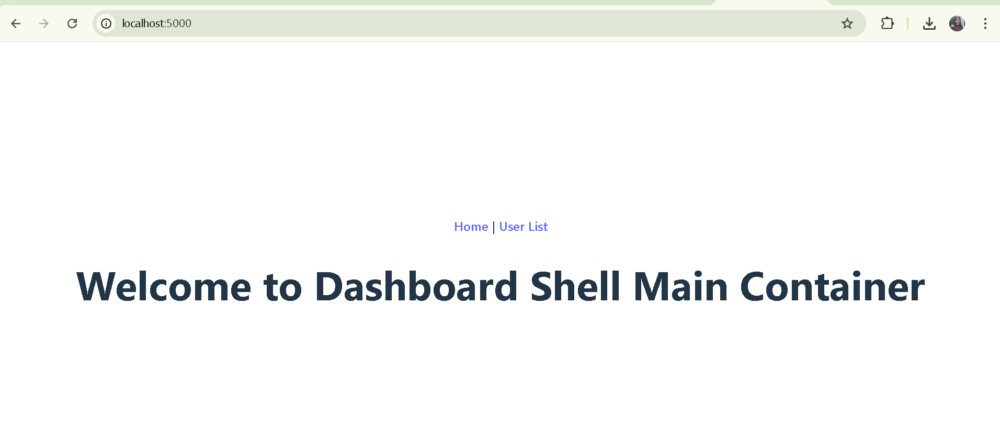 localhost:5000
Home | User List
Welcome to Dashboard Shell Main Container